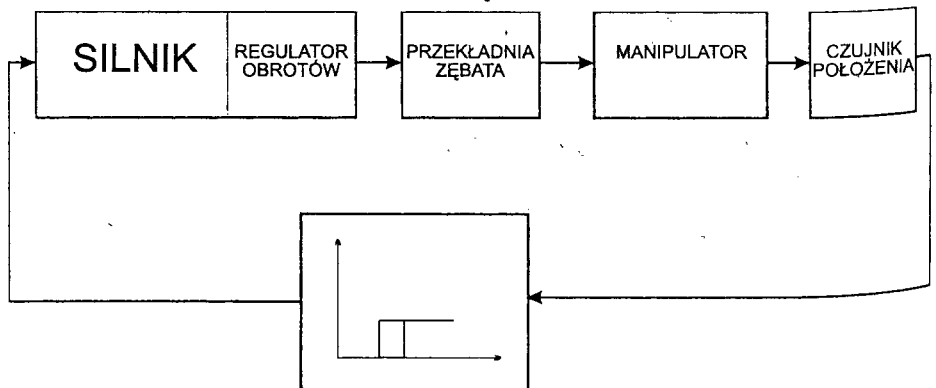 SILNIK
REGULATOR
OBROTÓW
PRZEKŁADNIA
ZĘBATA
MANIPULATOR
CZUJNIK
POŁOŻENIA